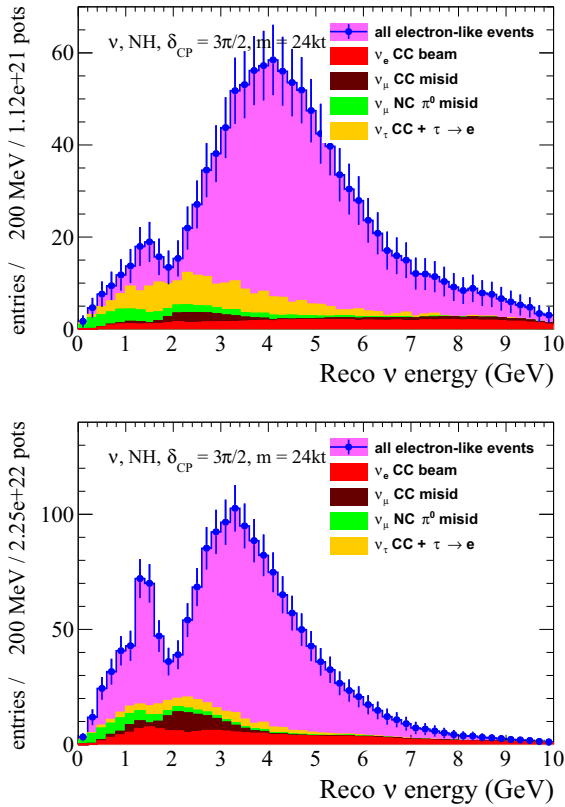 ν, NH, δCP = 3π/2, m = 24kt
all electron-like events
νe CC beam
νμ CC misid
νμ NC π0 misid
ντ CC + τ → e
60
40
20
0
entries / 200 MeV / 1.12e+21 pots
0 1 2 3 4 5 6 7 8 9 10
Reco ν energy (GeV)
ν, NH, δCP = 3π/2, m = 24kt
all electron-like events
νe CC beam
νμ CC misid
νμ NC π0 misid
ντ CC + τ → e
100
50
0
entries / 200 MeV / 2.25e+22 pots
0 1 2 3 4 5 6 7 8 9 10
Reco ν energy (GeV)